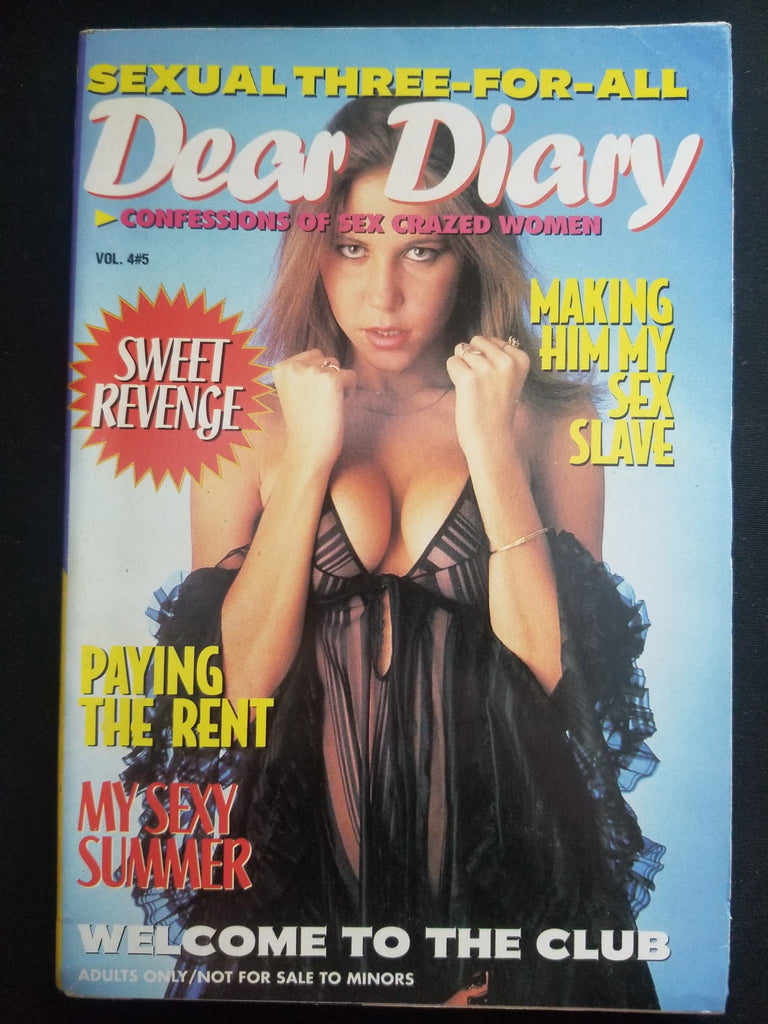 SEXUAL THREE-FOR-ALL
Dear Diary
CONFESSIONS OF SEX CRAZED WOMEN
VOL. 4#5
SWEET
REVENGE
MAKING
HIM MY
SEX
SLAVE
PAYING
THE RENT
MY SEXY
SUMMER
WELCOME TO THE CLUB
ADULTS ONLY/NOT FOR SALE TO MINORS